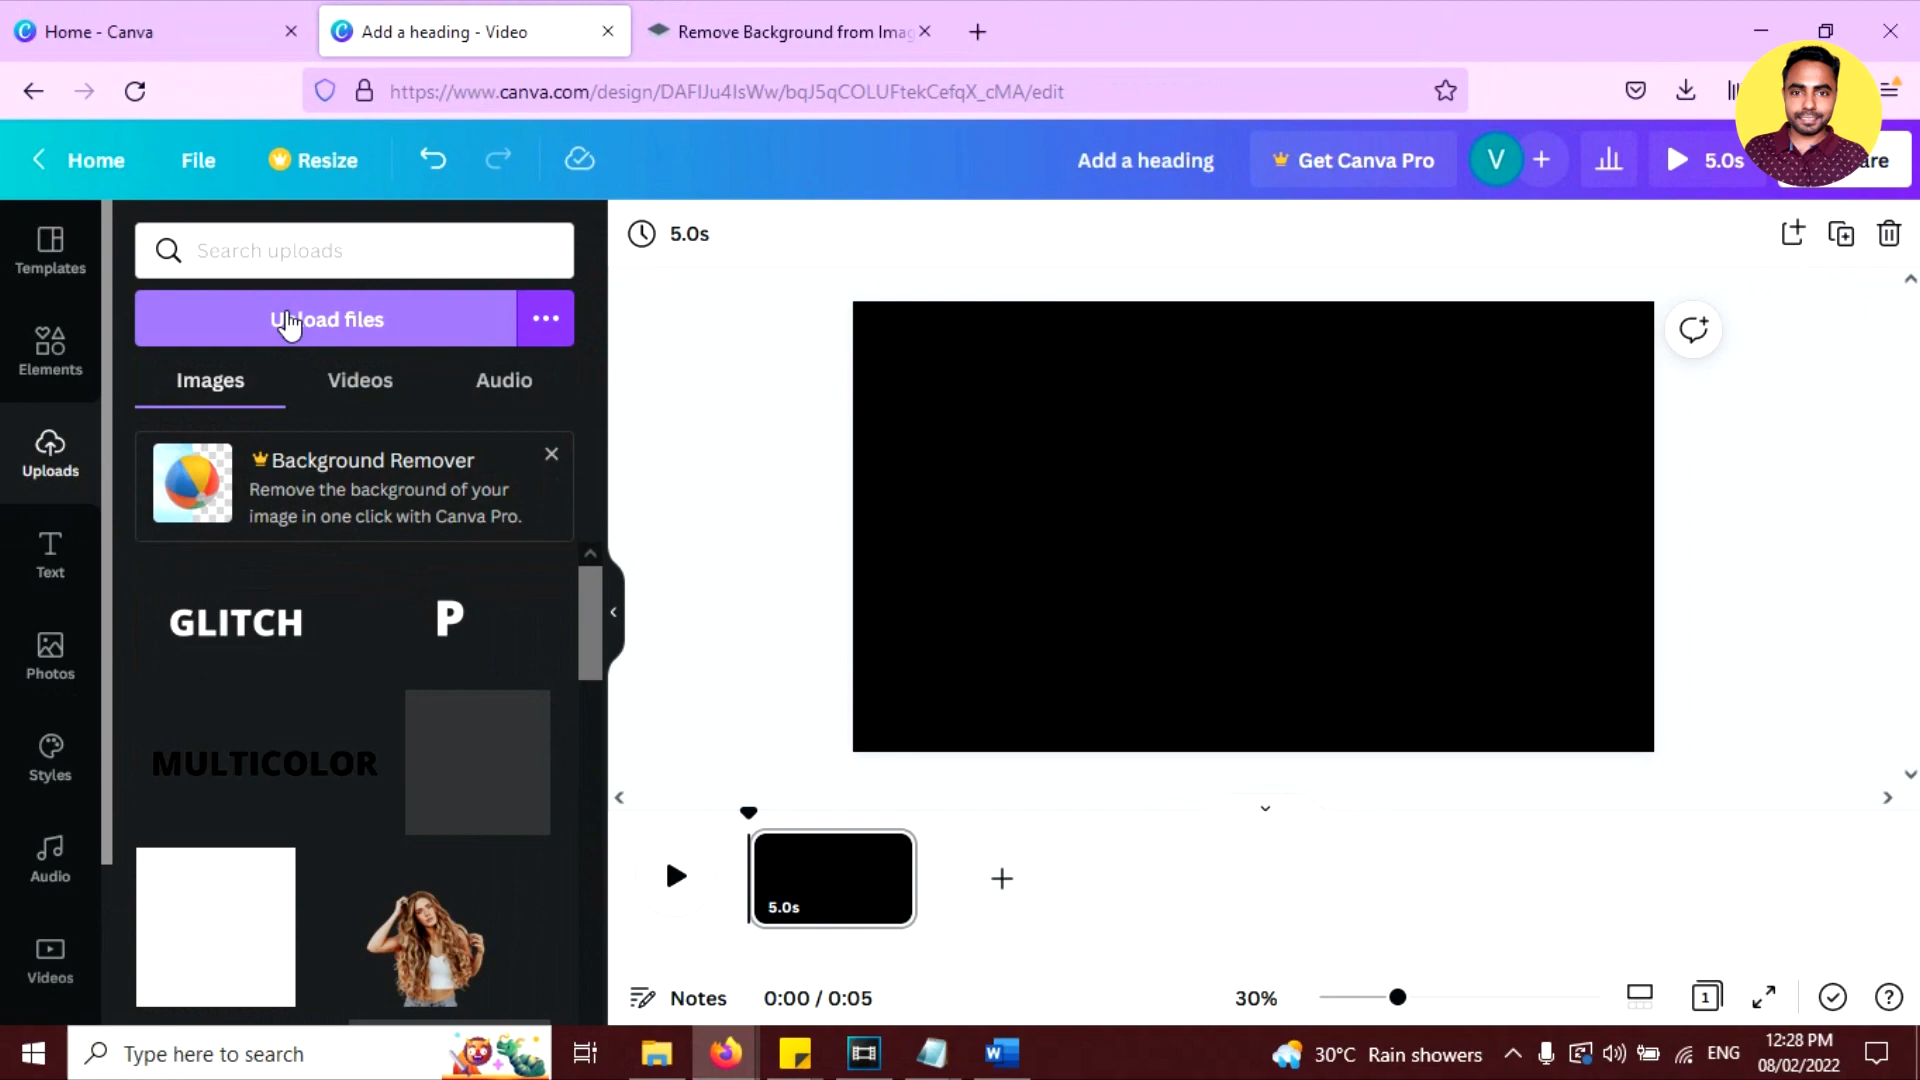 Home - Canva
Add a heading - Video
Remove Background from Imag
https://www.canva.com/design/DAFIJu4IsWw/bqJ5qCOLUFtekCefqX_cMA/edit
Home
File
Resize
Add a heading
Get Canva Pro
V
5.0s
are
Templates
Elements
Uploads
Text
Photos
Styles
Audio
Videos
Search uploads
Upload files
Images
Videos
Audio
Background Remover
Remove the background of your
image in one click with Canva Pro.
GLITCH
P
MULTICOLOR
5.0s
5.0s
Notes
0:00 / 0:05
30%
1
Type here to search
30°C Rain showers
ENG
12:28 PM
08/02/2022